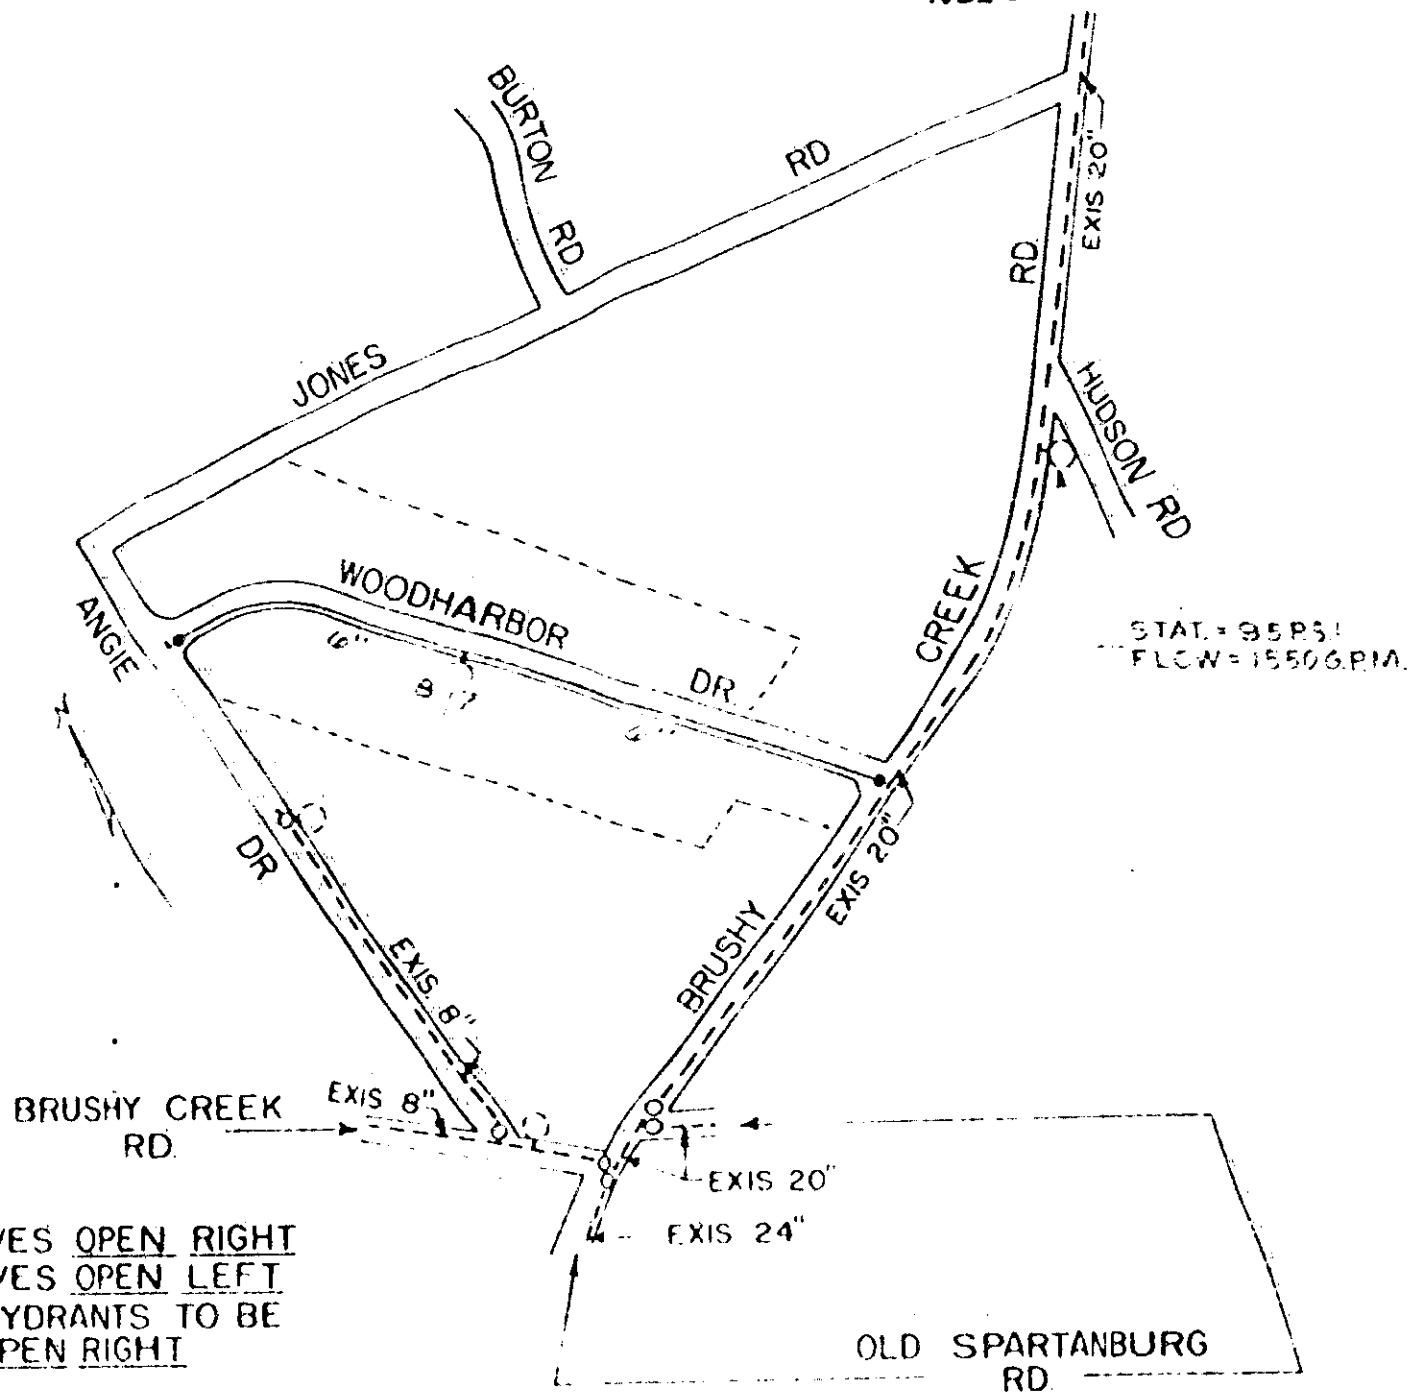 BURTON RD
JONES RD
EXIS 20"
HUDSON RD
BRUSHY CREEK RD
STAT. = 95 P.S.I.
FLOW = 1550 G.P.M.
WOODHARBOR DR
6"
8"
6"
ANGIE DR
N
EXIS 20"
EXIS 8"
BRUSHY CREEK
RD.
EXIS 8"
EXIS 20"
EXIS 24"
VES OPEN RIGHT
VES OPEN LEFT
YDRANTS TO BE
PEN RIGHT
OLD SPARTANBURG
RD.